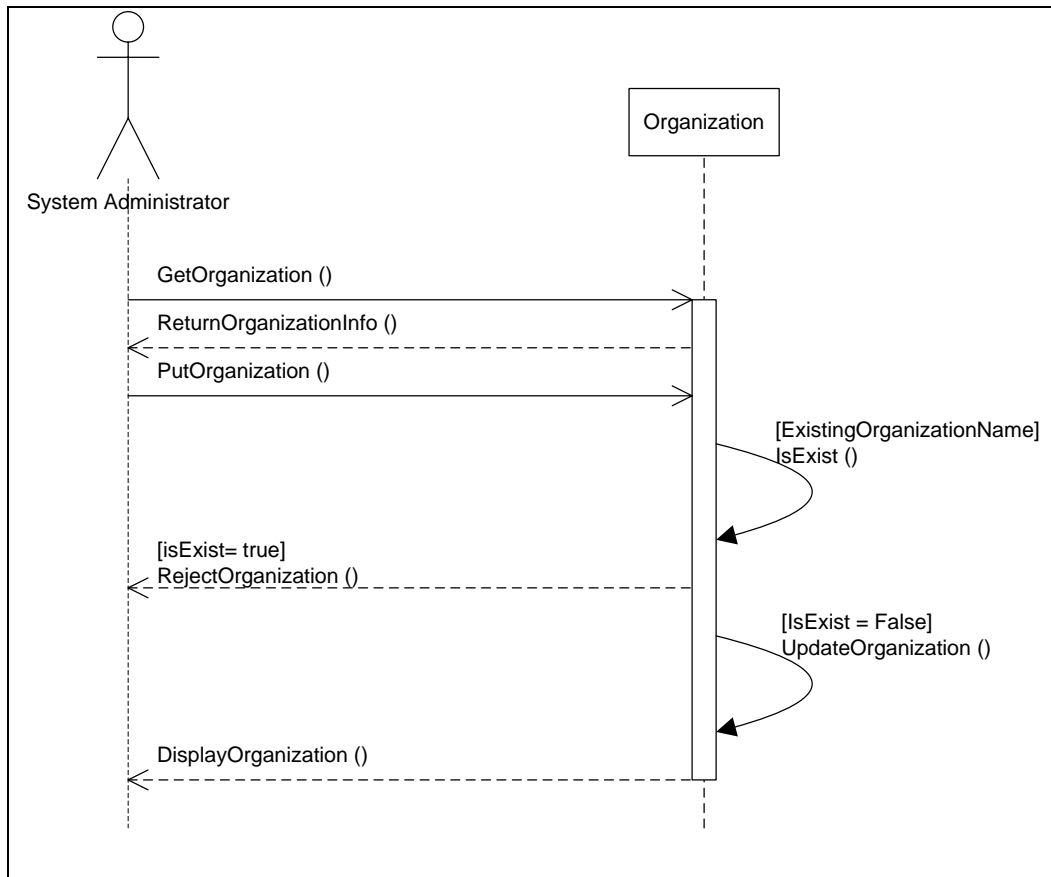 Organization
System Administrator
GetOrganization ()
ReturnOrganizationInfo ()
PutOrganization ()
[ExistingOrganizationName]
IsExist ()
[isExist= true]
RejectOrganization ()
[IsExist = False]
UpdateOrganization ()
DisplayOrganization ()